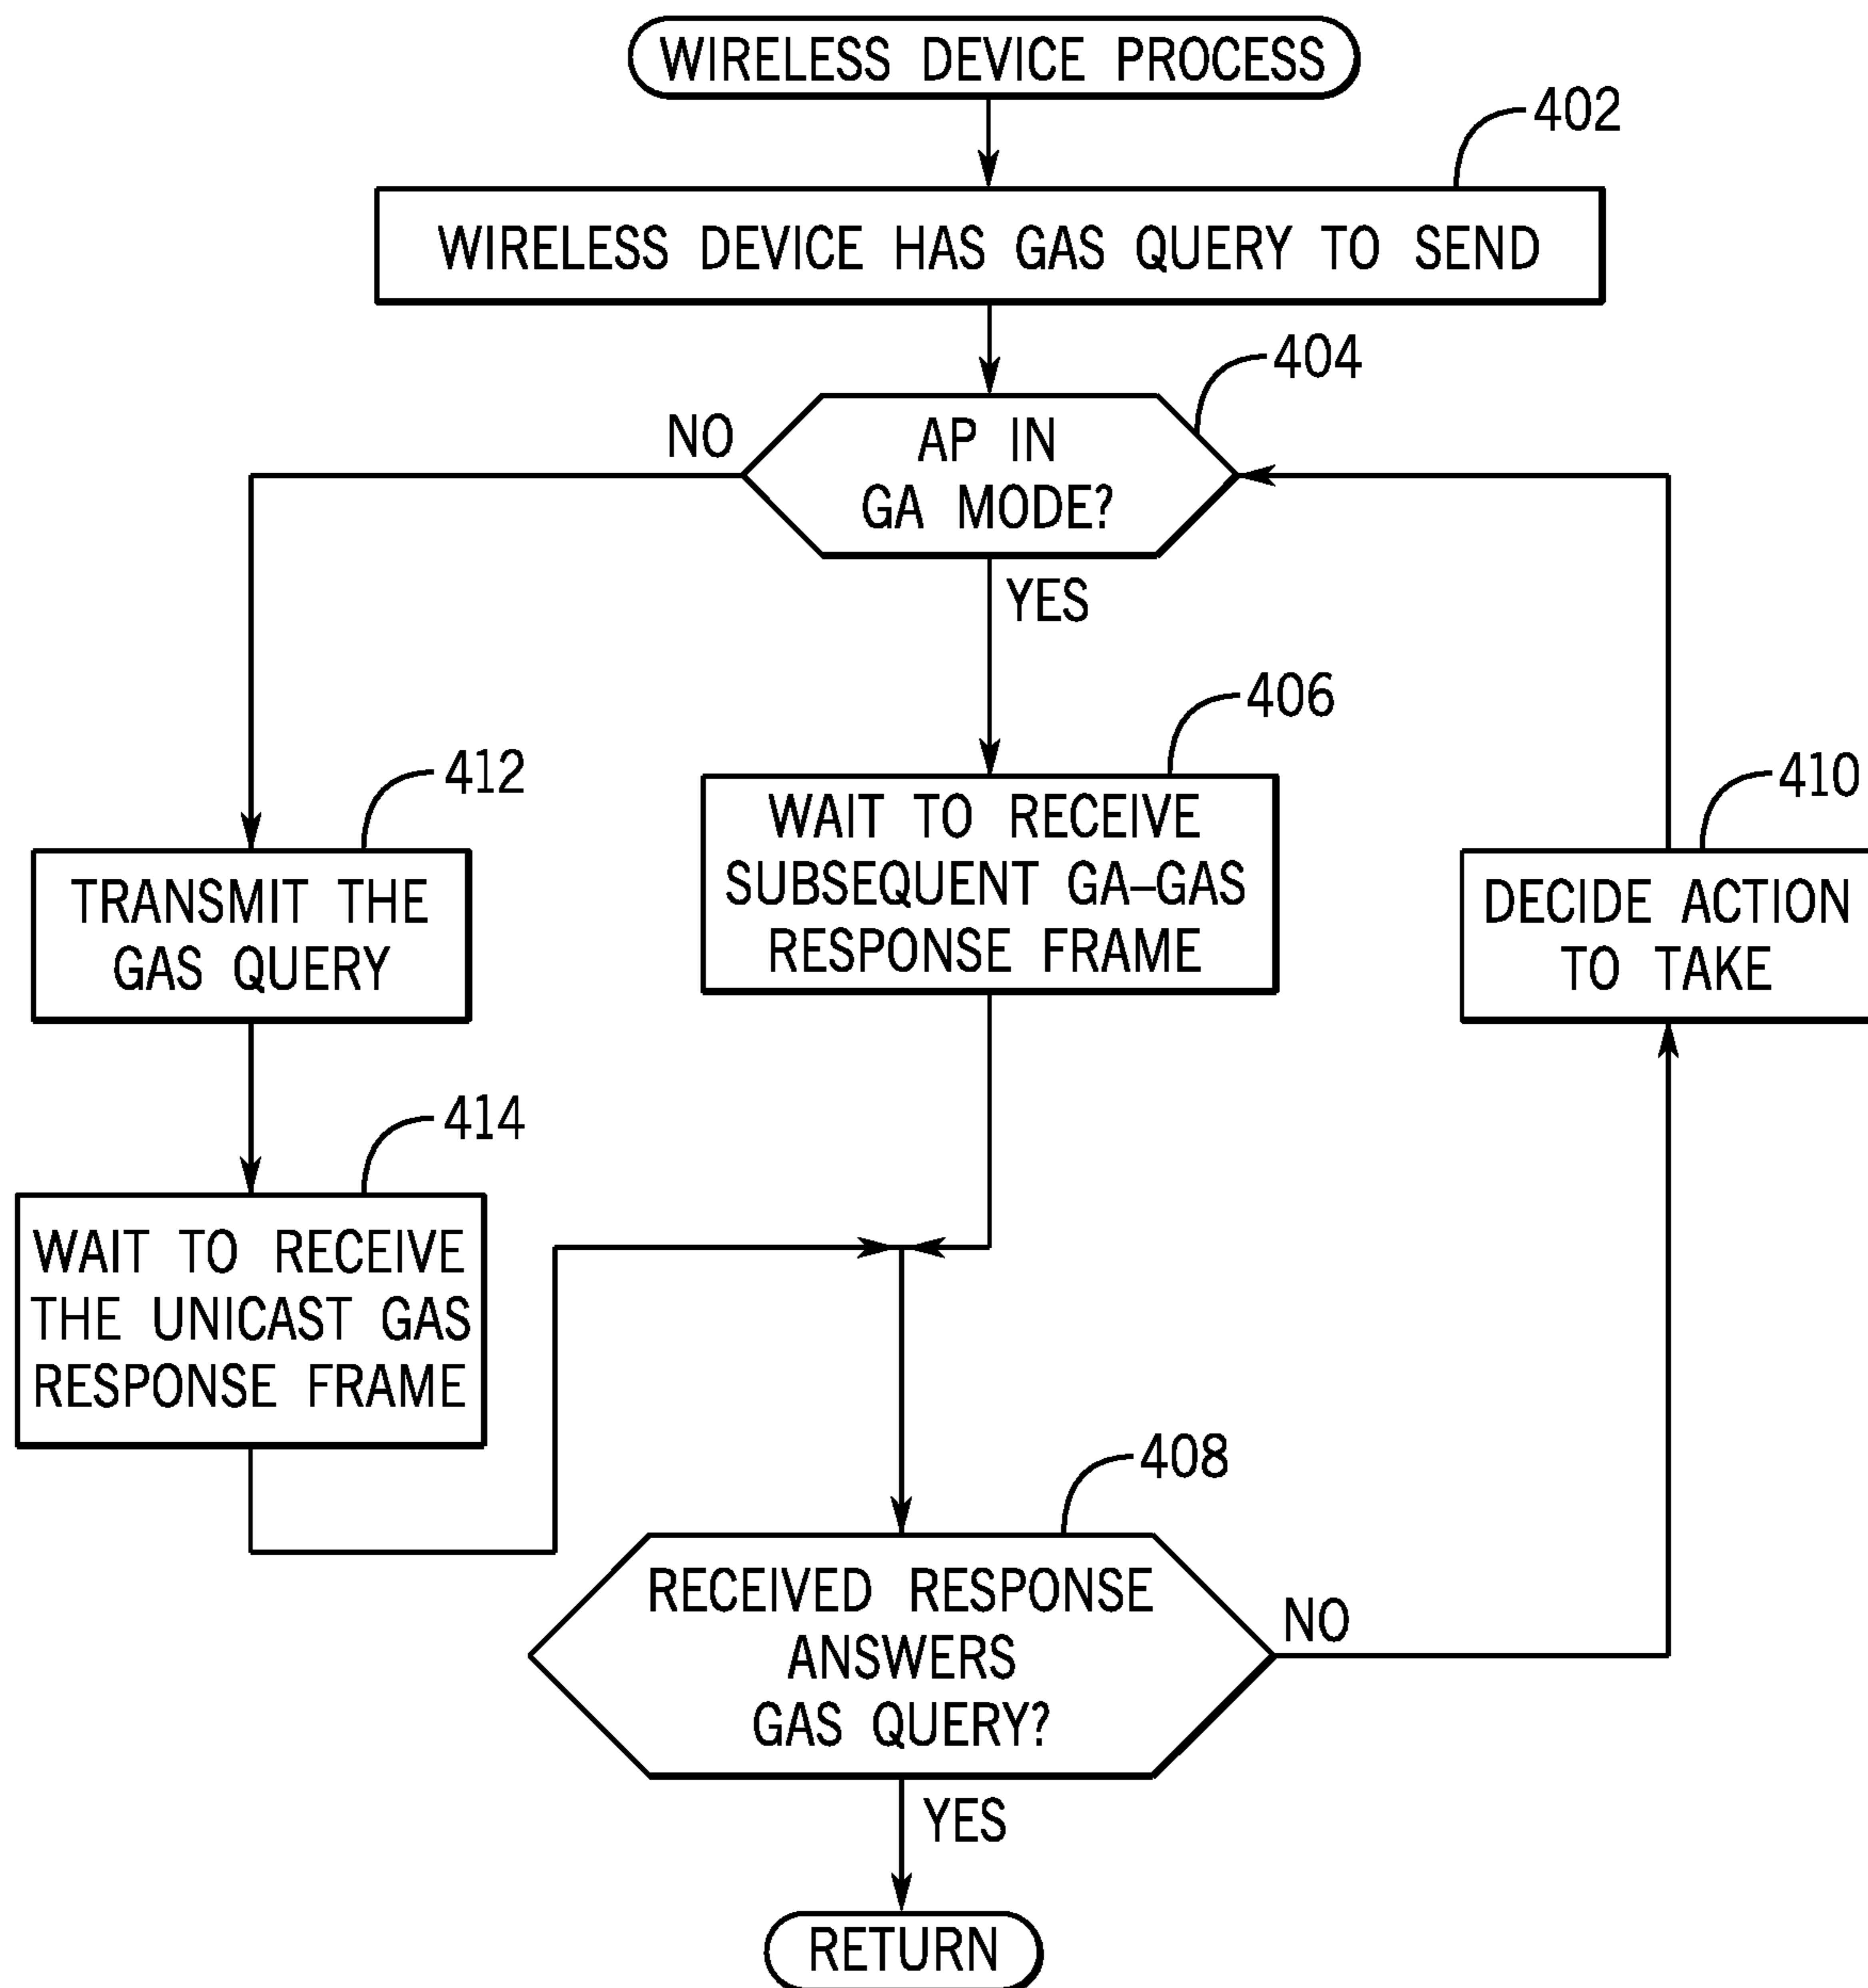 WIRELESS DEVICE PROCESS
402
WIRELESS DEVICE HAS GAS QUERY TO SEND
404
NO
AP IN
GA MODE?
YES
406
412
410
WAIT TO RECEIVE
SUBSEQUENT GA–GAS
RESPONSE FRAME
TRANSMIT THE
GAS QUERY
DECIDE ACTION
TO TAKE
414
WAIT TO RECEIVE
THE UNICAST GAS
RESPONSE FRAME
408
RECEIVED RESPONSE
ANSWERS
GAS QUERY?
NO
YES
RETURN